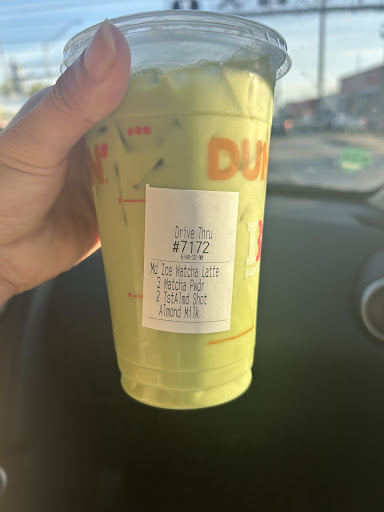 DUN
Drive Thru
#7172
Md Ice Matcha Latte
3 Matcha Pwdr
2 TstAlmd Shot
Almond Milk